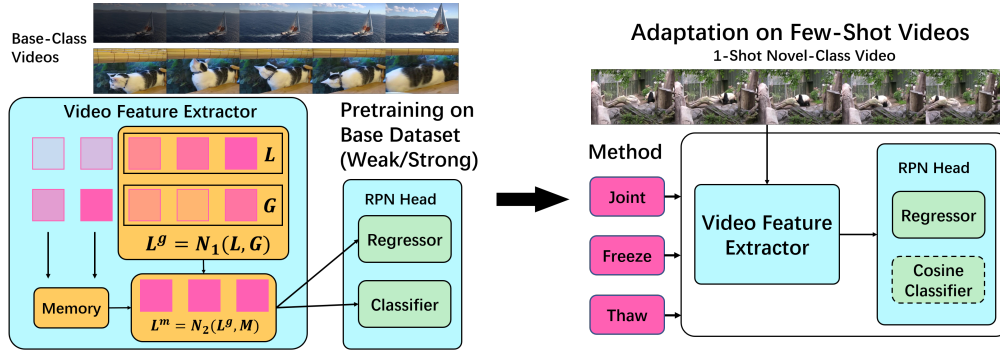 Base-Class
Videos
Video Feature Extractor
L
G
L^g = N_1(L, G)
Memory
L^m = N_2(L^g, M)
Pretraining on
Base Dataset
(Weak/Strong)
RPN Head
Regressor
Classifier
Adaptation on Few-Shot Videos
1-Shot Novel-Class Video
Method
Joint
Freeze
Thaw
Video Feature
Extractor
RPN Head
Regressor
Cosine
Classifier